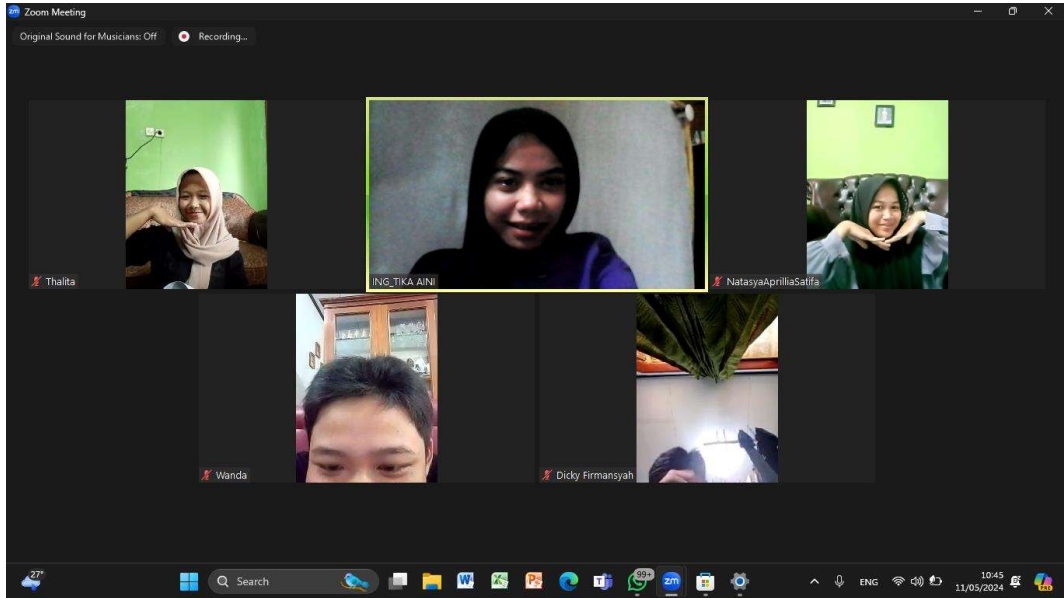 Zoom Meeting
Original Sound for Musicians: Off
Recording...
Thalita
ING_TIKA AINI
NatasyaAprilliaSatifa
Wanda
Dicky Firmansyah
27°
Search
99+
zm
ENG
10:45
11/05/2024